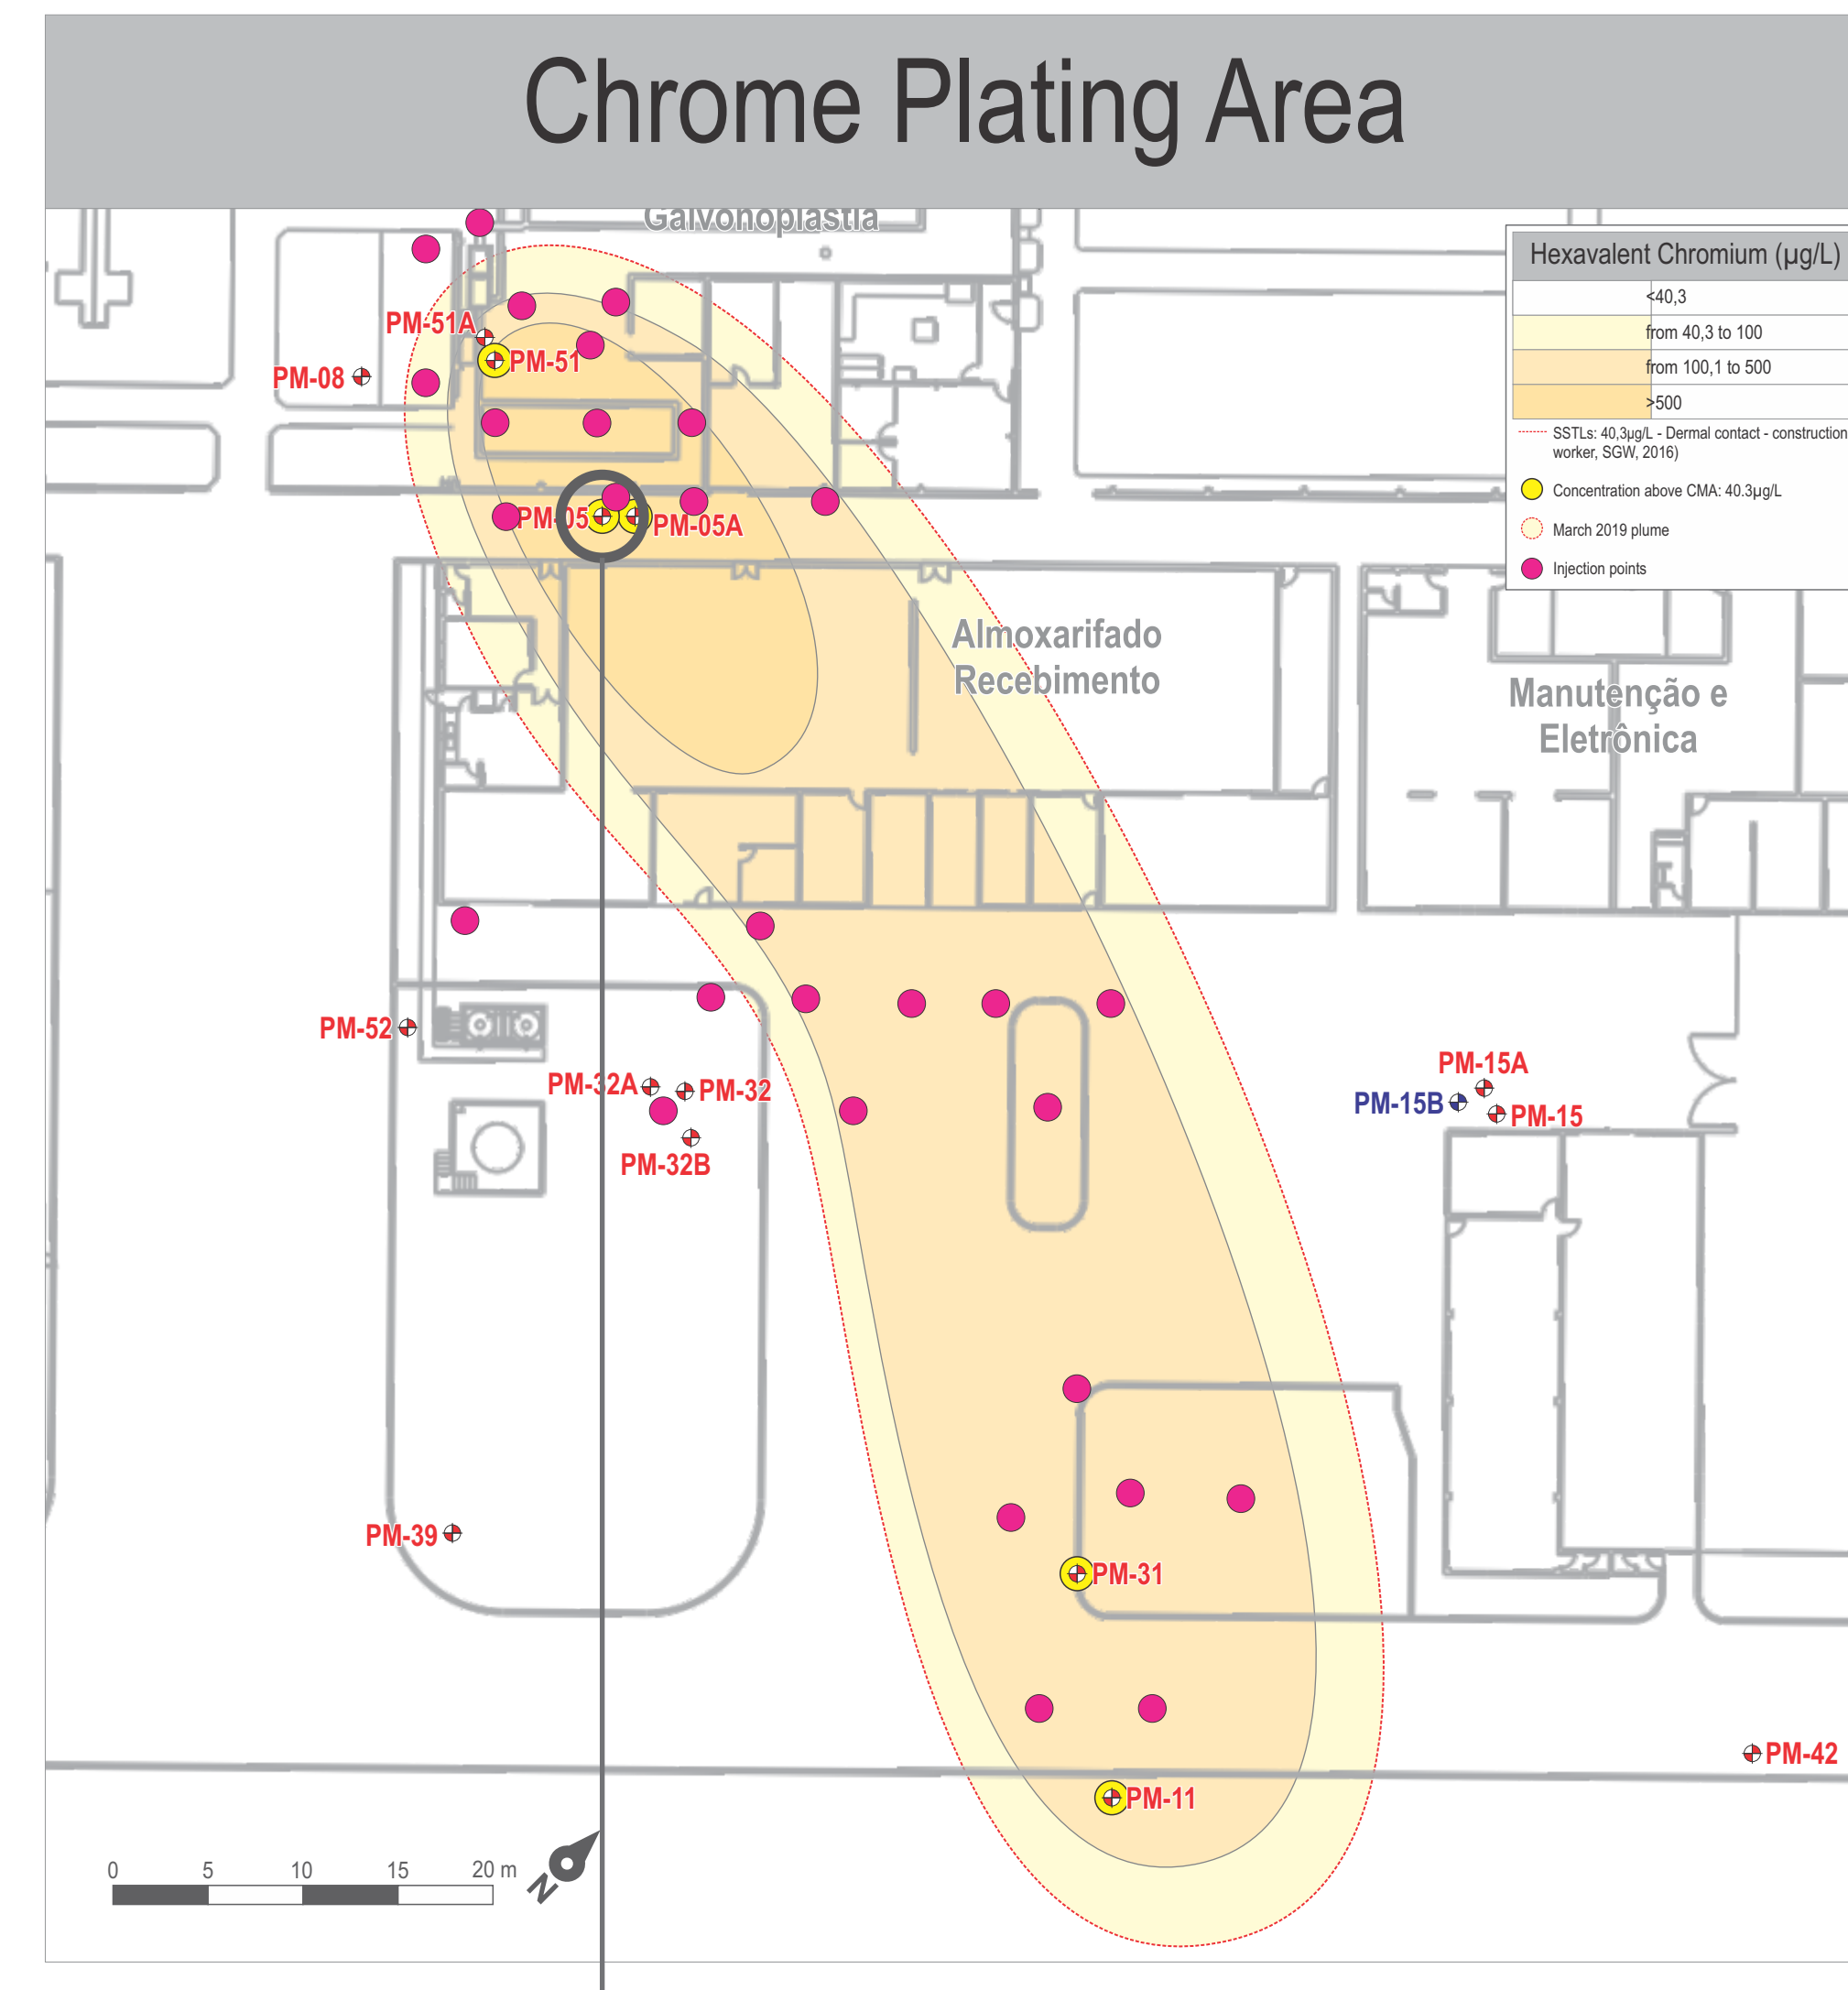 Chrome Plating Area
Galvonoplastia
Hexavalent Chromium (µg/L)
<40,3
from 40,3 to 100
from 100,1 to 500
>500
SSTLs: 40,3µg/L - Dermal contact - construction
worker, SGW, 2016)
Concentration above CMA: 40.3µg/L
March 2019 plume
Injection points
PM-51A
PM-51
PM-08
PM-05
PM-05A
Almoxarifado
Recebimento
Manutenção e
Eletrônica
PM-52
PM-32A
PM-32
PM-32B
PM-15A
PM-15B
PM-15
PM-39
PM-31
PM-42
PM-11
0 5 10 15 20 m
N